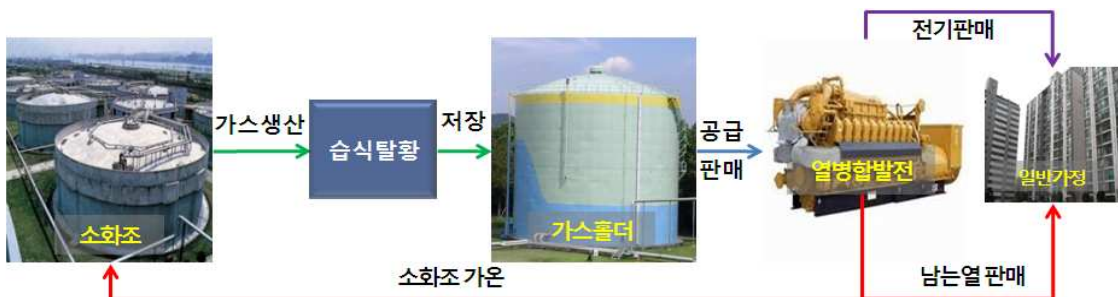 전기판매
가스생산
습식탈황
저장
공급
판매
소화조
가스홀더
열병합발전
일반가정
소화조 가온
남는열 판매